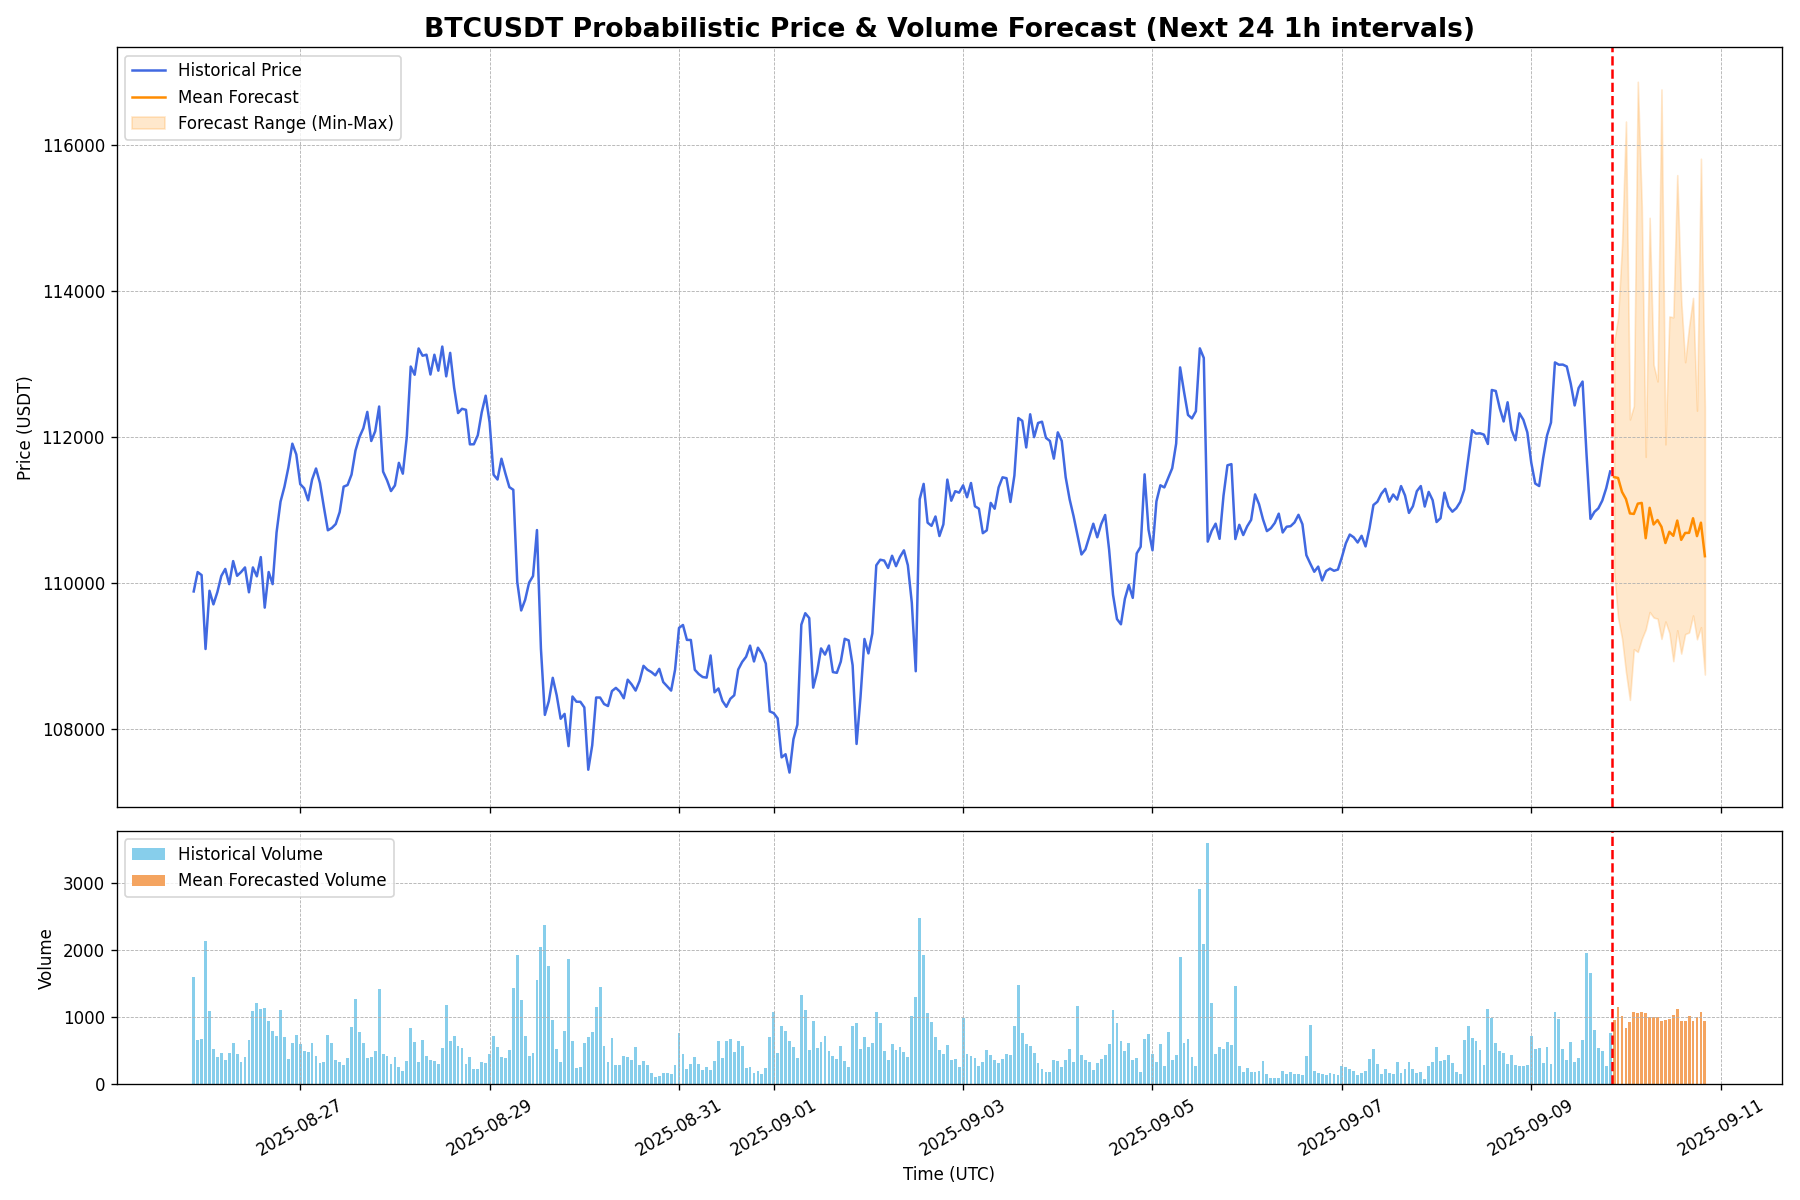 BTCUSDT Probabilistic Price & Volume Forecast (Next 24 1h intervals)
Historical Price
Mean Forecast
Forecast Range (Min-Max)
116000
114000
112000
110000
108000
Price (USDT)
Historical Volume
Mean Forecasted Volume
3000
2000
1000
0
Volume
2025-08-27
2025-08-29
2025-08-31
2025-09-01
2025-09-03
2025-09-05
2025-09-07
2025-09-09
2025-09-11
Time (UTC)